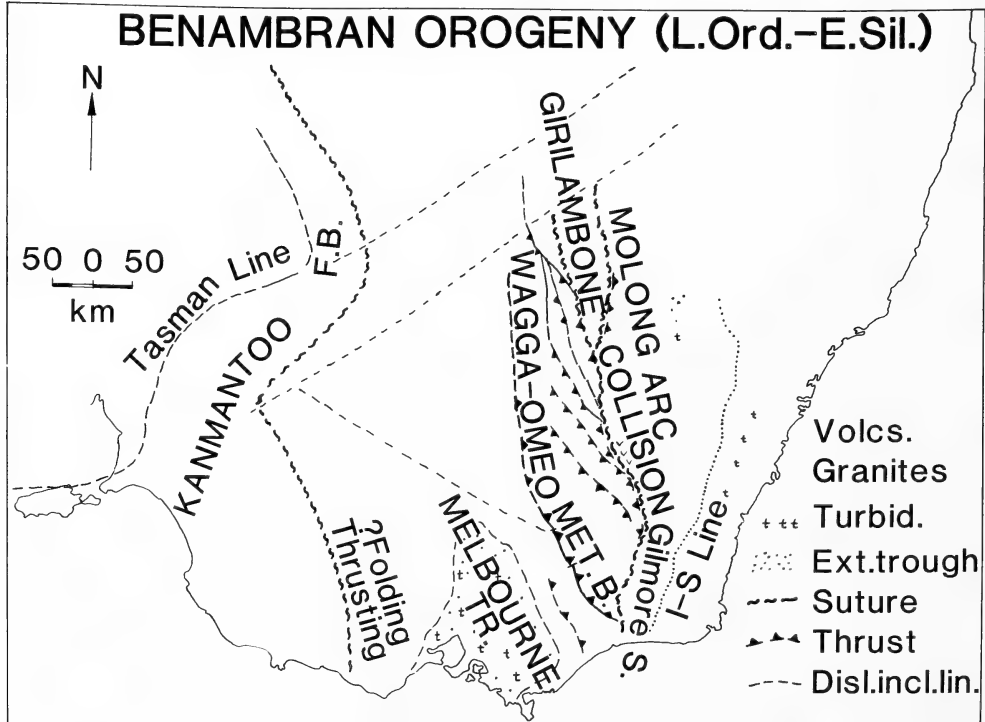 BENAMBRAN OROGENY (L.Ord.–E.Sil.)
N
50 0 50
km
Tasman Line
F.B.
KANMANTOO
GIRILAMBONE
MOLONG ARC
COLLISION
WAGGA–OMEO MET.B.
Gilmore S.
I–S Line
?Folding
Thrusting
MELBOURNE
TR.
t
Volcs.
Granites
t tt Turbid.
Ext.trough
Suture
Thrust
Disl.incl.lin.